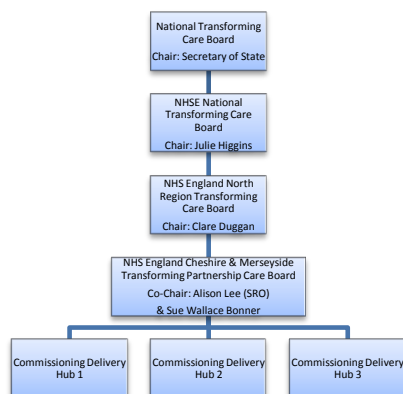 National Transforming
Care Board
Chair: Secretary of State
NHSE National
Transforming Care
Board
Chair: Julie Higgins
NHS England North
Region Transforming
Care Board
Chair: Clare Duggan
NHS England Cheshire & Merseyside
Transforming Partnership Care Board
Co-Chair: Alison Lee (SRO)
& Sue Wallace Bonner
Commissioning Delivery
Hub 1
Commissioning Delivery
Hub 2
Commissioning Delivery
Hub 3